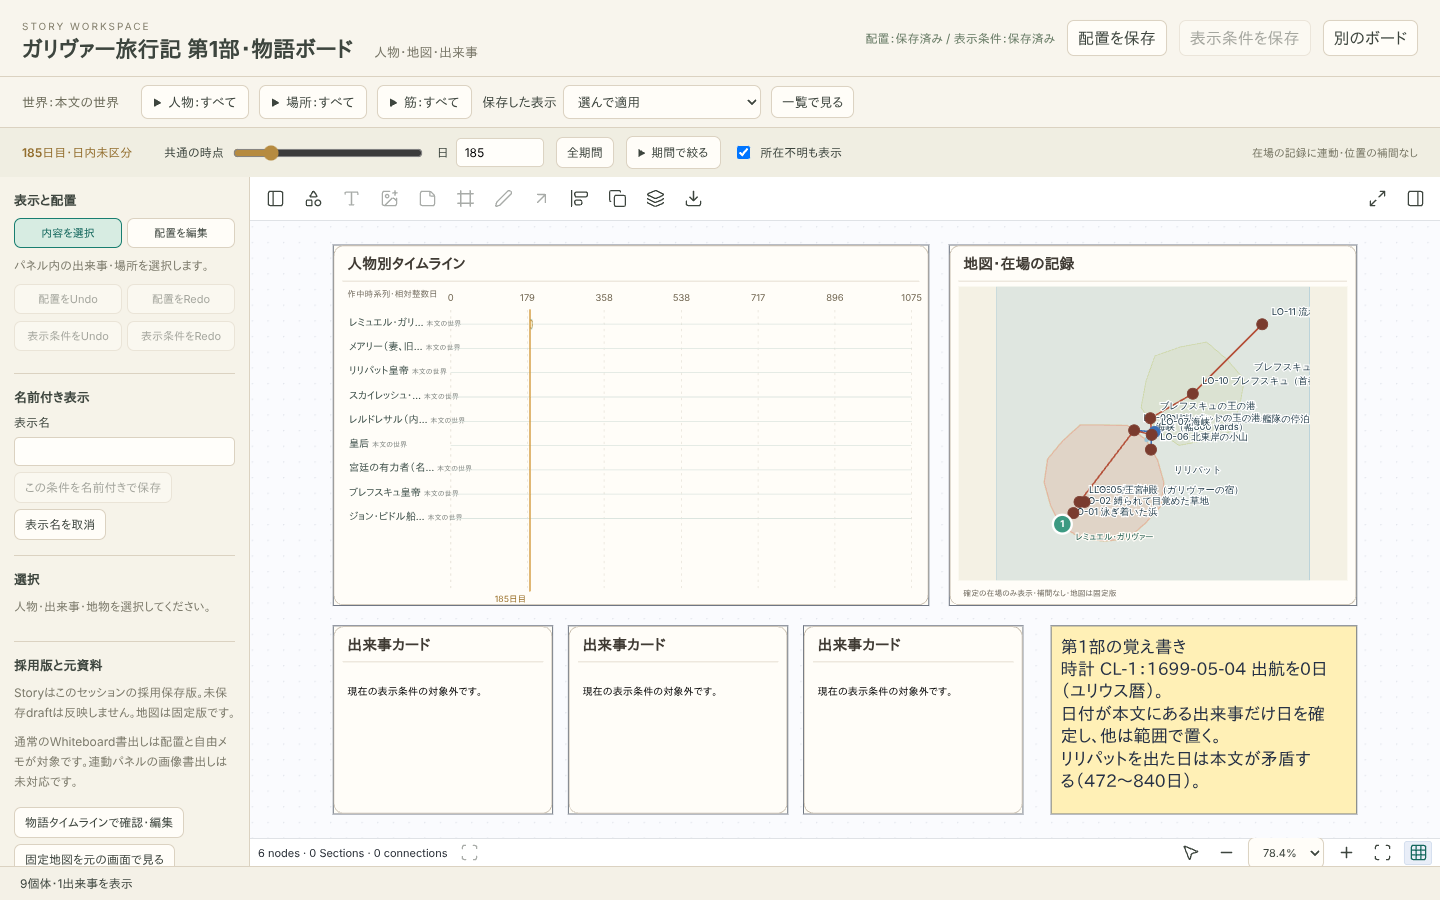 STORY WORKSPACE
ガリヴァー旅行記 第1部・物語ボード
人物・地図・出来事
配置:保存済み / 表示条件:保存済み
配置を保存
表示条件を保存
別のボード
世界:本文の世界
▶ 人物:すべて
▶ 場所:すべて
▶ 筋:すべて
保存した表示
選んで適用
一覧で見る
185日目・日内未区分
共通の時点
日
185
全期間
▶ 期間で絞る
所在不明も表示
在場の記録に連動・位置の補間なし
表示と配置
内容を選択
配置を編集
パネル内の出来事・場所を選択します。
配置をUndo
配置をRedo
表示条件をUndo
表示条件をRedo
名前付き表示
表示名
この条件を名前付きで保存
表示名を取消
選択
人物・出来事・地物を選択してください。
採用版と元資料
Storyはこのセッションの採用保存版。未保
存draftは反映しません。地図は固定版です。
通常のWhiteboard書出しは配置と自由メ
モが対象です。連動パネルの画像書出しは
未対応です。
物語タイムラインで確認・編集
固定地図を元の画面で見る
人物別タイムライン
作中時系列・相対整数日
0
179
358
538
717
896
1075
レミュエル・ガリ… 本文の世界
メアリー(妻、旧… 本文の世界
リリパット皇帝 本文の世界
スカイレッシュ・… 本文の世界
レルドレサル(内… 本文の世界
皇后 本文の世界
宮廷の有力者(名… 本文の世界
ブレフスキュ皇帝 本文の世界
ジョン・ビドル船… 本文の世界
185日目
地図・在場の記録
LO-11 流
ブレフスキュ
LO-10 ブレフスキュ(首
ブレフスキュの王の港
の王の港
艦隊の停泊
LO-07 海峡
LO-06 北東岸の小山
リリパット
(ガリヴァーの宿)
LO-02 縛られて目覚めた草地
LO-01 泳ぎ着いた浜
1
レミュエル・ガリヴァー
確定の在場のみ表示・補間なし・地図は固定版
出来事カード
現在の表示条件の対象外です。
出来事カード
現在の表示条件の対象外です。
出来事カード
現在の表示条件の対象外です。
第1部の覚え書き
時計 CL-1:1699-05-04 出航を0日
(ユリウス暦)。
日付が本文にある出来事だけ日を確
定し、他は範囲で置く。
リリパットを出た日は本文が矛盾す
る(472〜840日)。
6 nodes · 0 Sections · 0 connections
78.4%
9個体・1出来事を表示